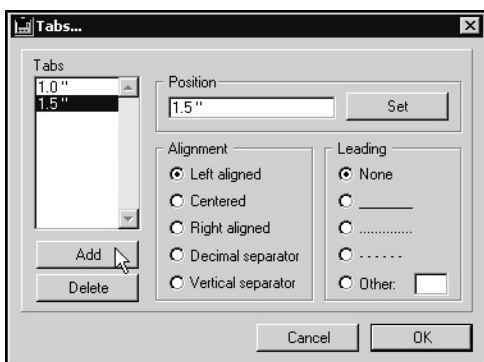 Tabs...
Tabs
1.0 "
1.5 "
Add
Delete
Position
1.5 "
Set
Alignment
Left aligned
Centered
Right aligned
Decimal separator
Vertical separator
Leading
None
_______
.............
- - - - - -
Other:
Cancel
OK